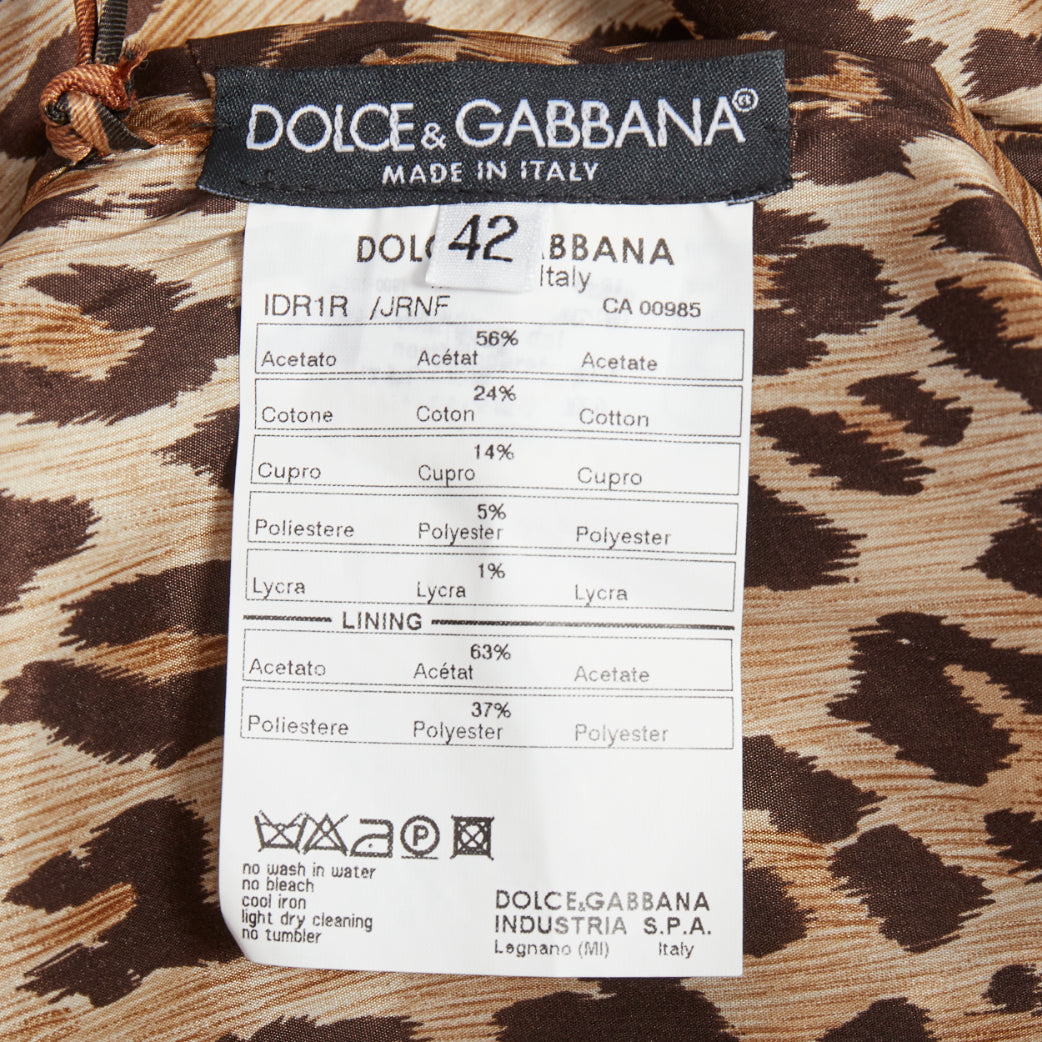 DOLCE&GABBANA®
MADE IN ITALY
42
DOLC ABBANA
Italy
IDR1R /JRNF CA 00985
56%
Acetato Acétat Acetate
24%
Cotone Coton Cotton
14%
Cupro Cupro Cupro
5%
Poliestere Polyester Polyester
1%
Lycra Lycra Lycra
LINING
63%
Acetato Acétat Acetate
37%
Poliestere Polyester Polyester
P
no wash in water
no bleach
cool iron
light dry cleaning
no tumbler
DOLCE&GABBANA
INDUSTRIA S.P.A.
Legnano (MI) Italy